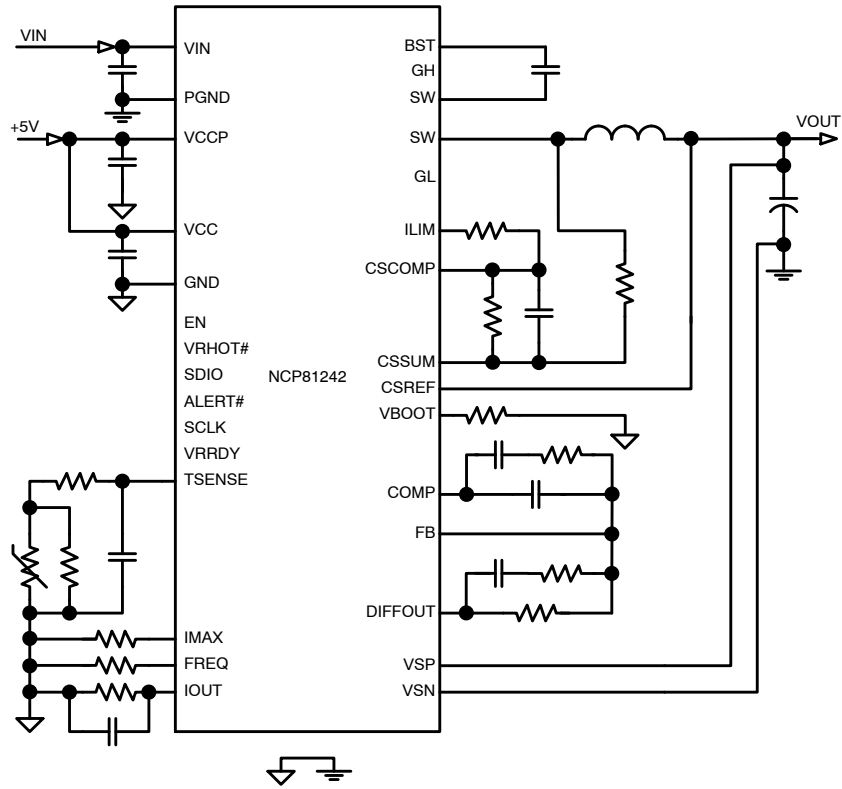 VIN
+5V
VIN
PGND
VCCP
VCC
GND
EN
VRHOT#
SDIO
ALERT#
SCLK
VRRDY
TSENSE
IMAX
FREQ
IOUT
NCP81242
BST
GH
SW
SW
GL
ILIM
CSCOMP
CSSUM
CSREF
VBOOT
COMP
FB
DIFFOUT
VSP
VSN
VOUT